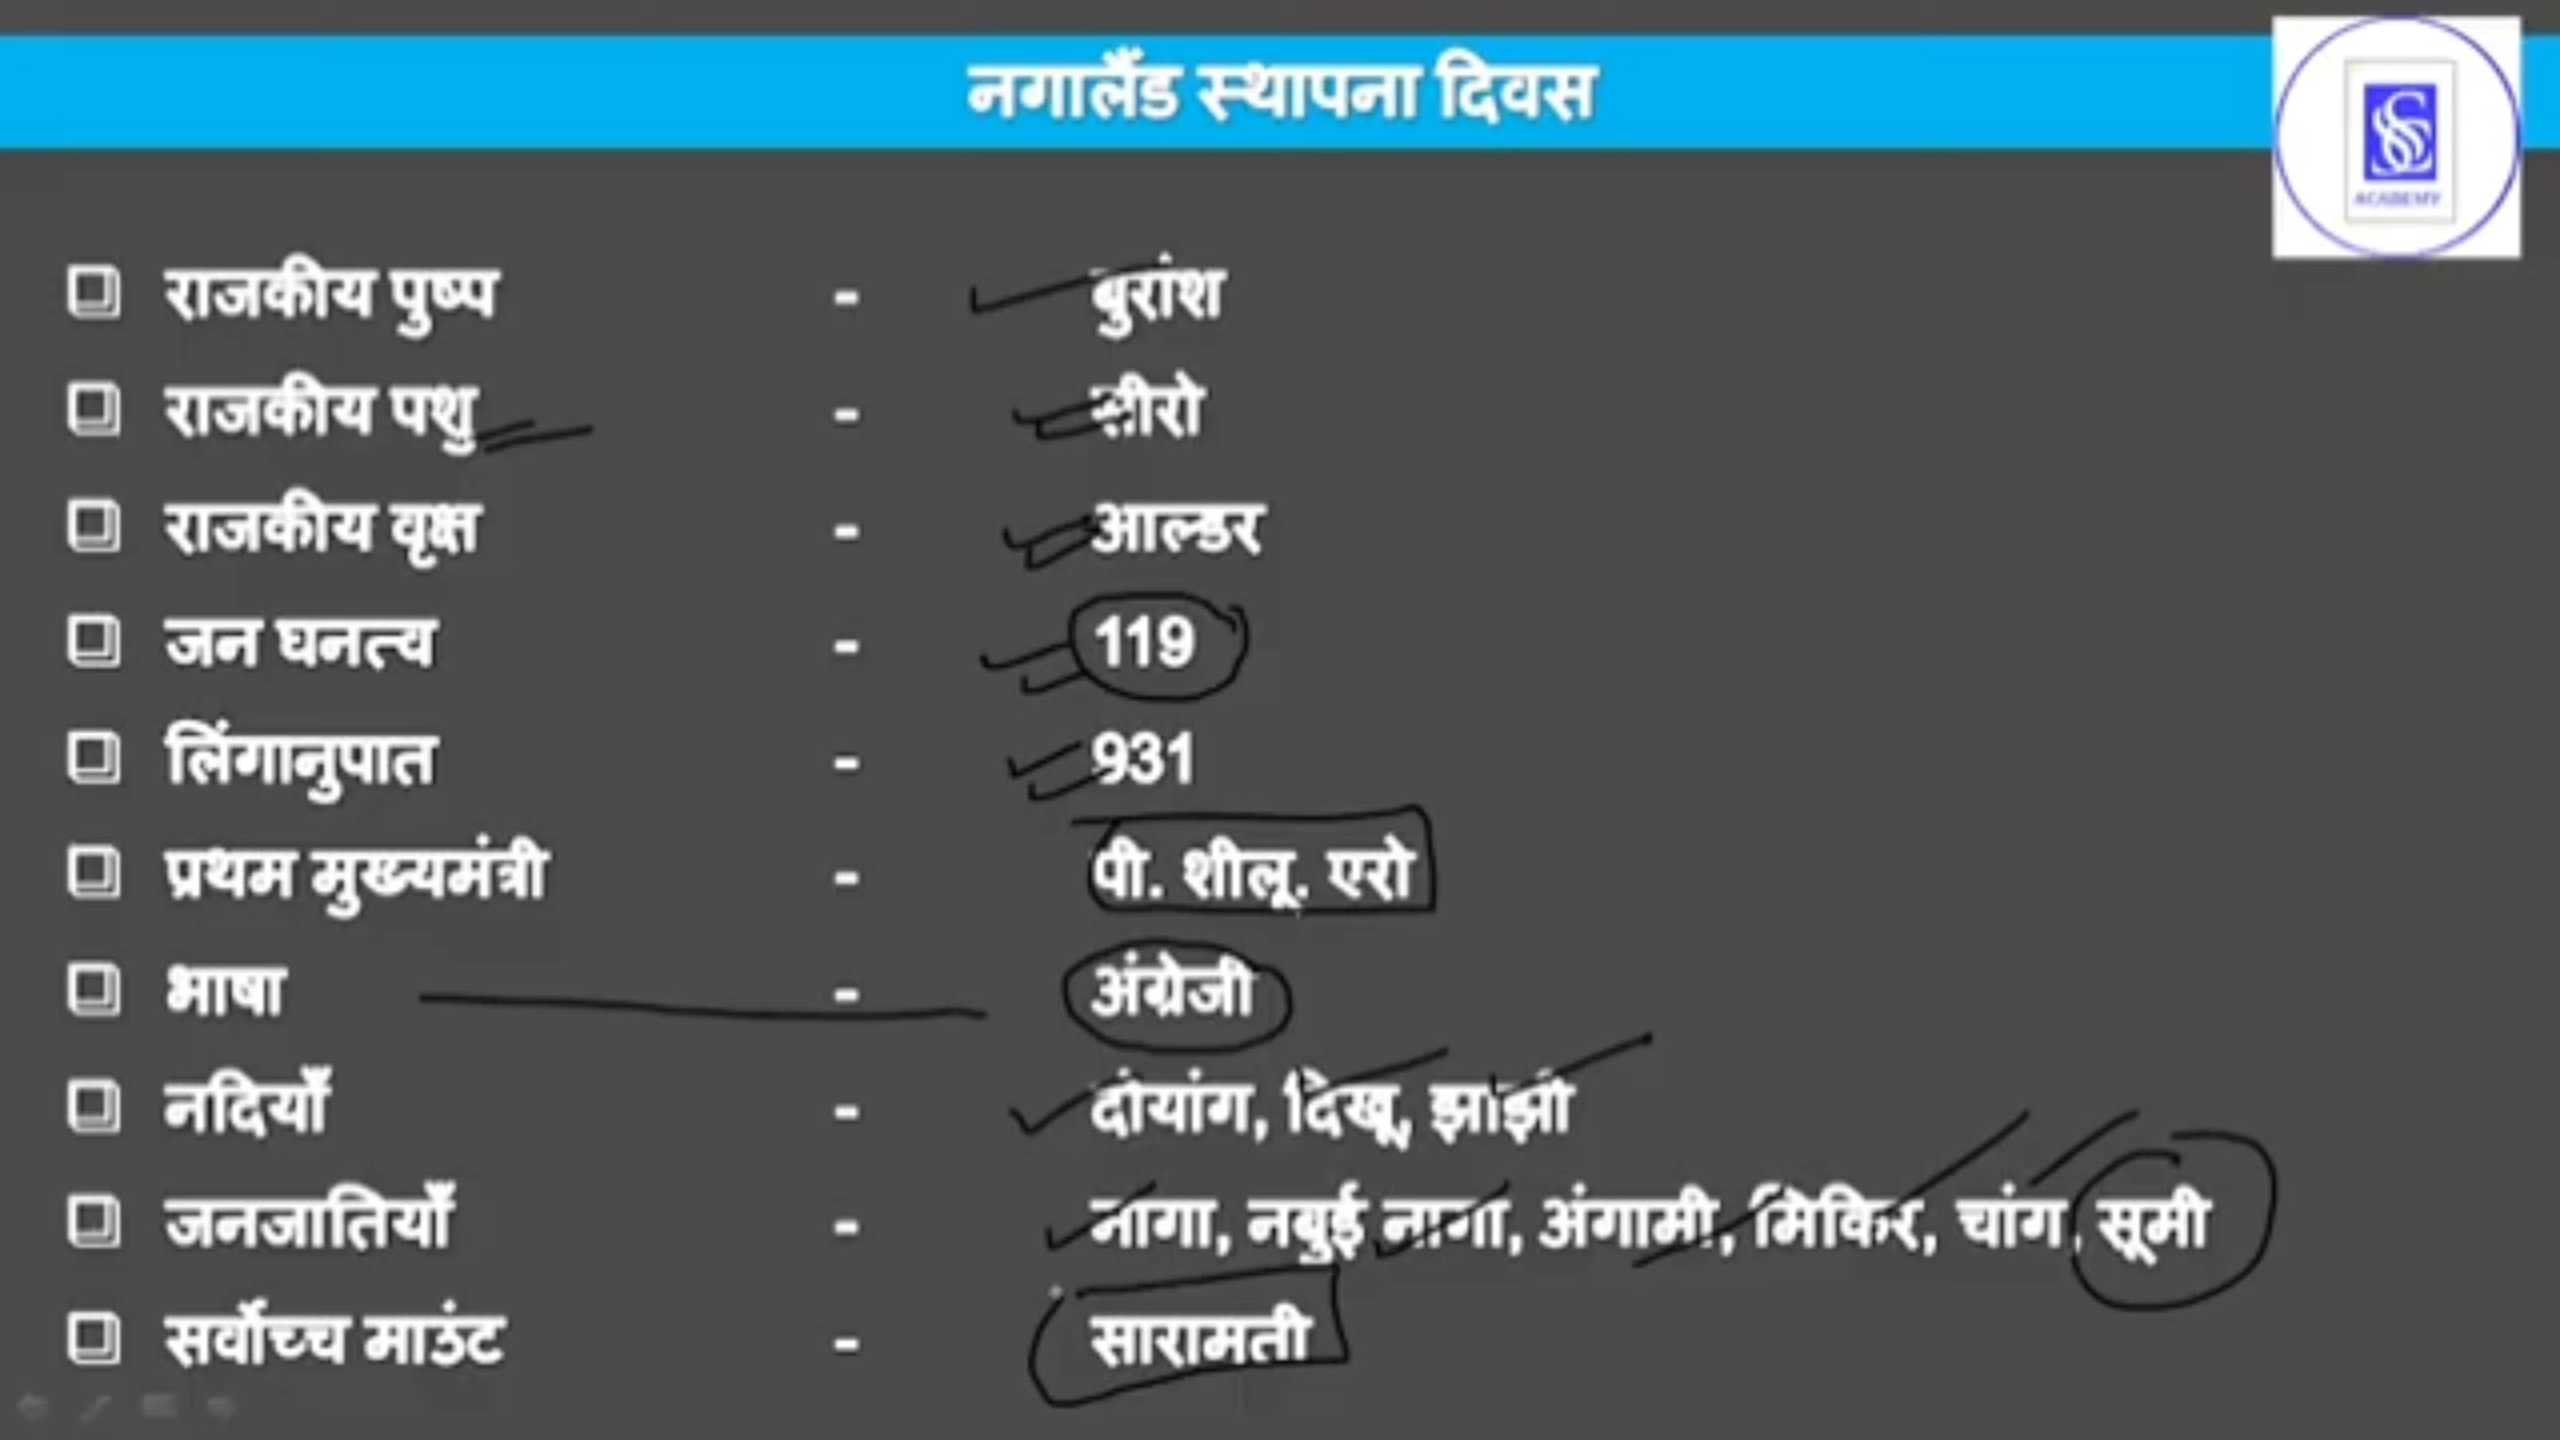 नगालैंड स्थापना दिवस
ACADEMY
राजकीय पुष्प - बुरांश
राजकीय पशु - सीरो
राजकीय वृक्ष - आल्डर
जन घनत्व - 119
लिंगानुपात - 931
प्रथम मुख्यमंत्री - पी. शीलू. एरो
भाषा - अंग्रेजी
नदियाँ - दोयांग, दिखू, झांझी
जनजातियाँ - नागा, नबुई नागा, अंगामी, मिकिर, चांग, सूमी
सर्वोच्च माउंट - सारामती